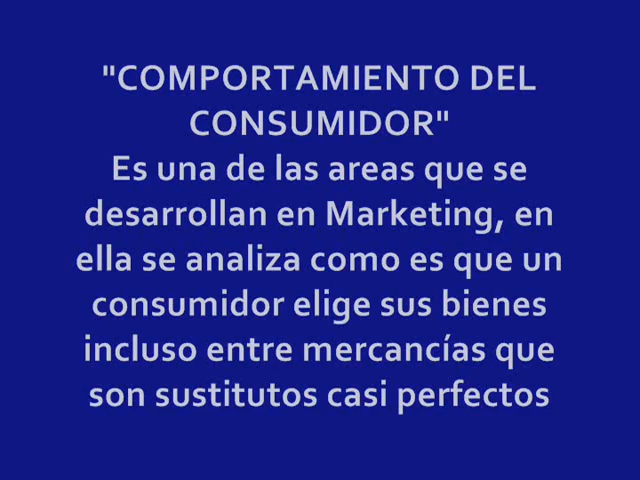 "COMPORTAMIENTO DEL
CONSUMIDOR"
Es una de las areas que se
desarrollan en Marketing, en
ella se analiza como es que un
consumidor elige sus bienes
incluso entre mercancías que
son sustitutos casi perfectos